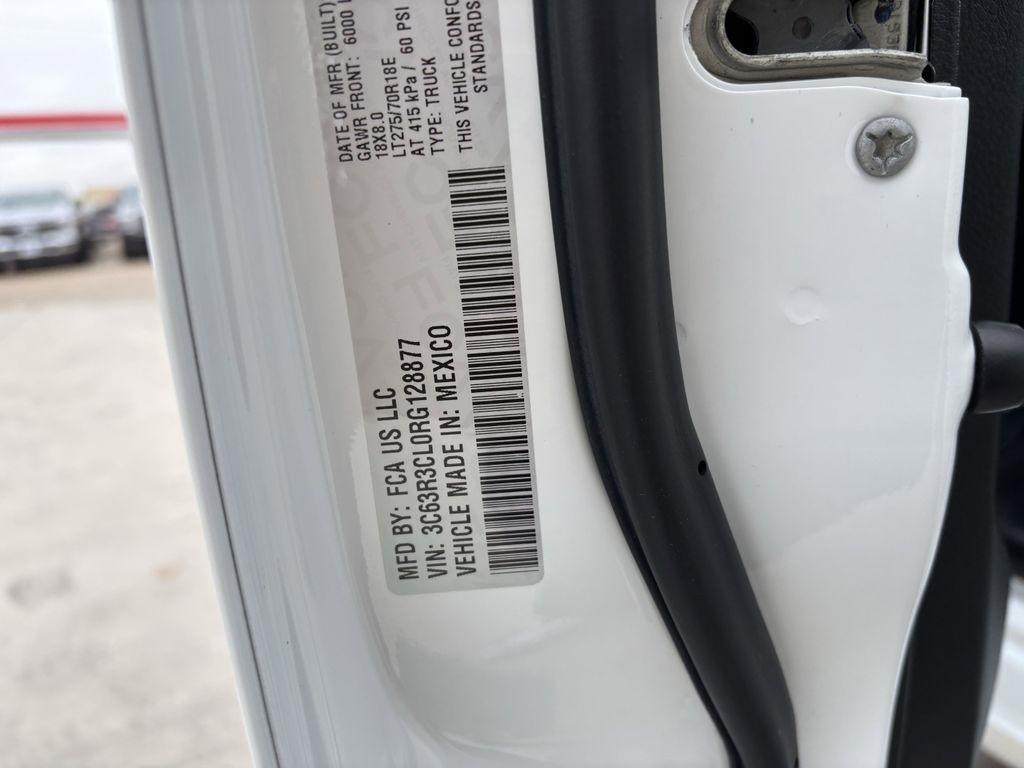 MFD BY: FCA US LLC
VIN: 3C63R3CL0RG128877
VEHICLE MADE IN: MEXICO
DATE OF MFR (BUILT)
GAWR FRONT: 6000
18X8.0
LT275/70R18E
AT 415 kPa / 60 PSI
TYPE: TRUCK
THIS VEHICLE CONFO
STANDARDS